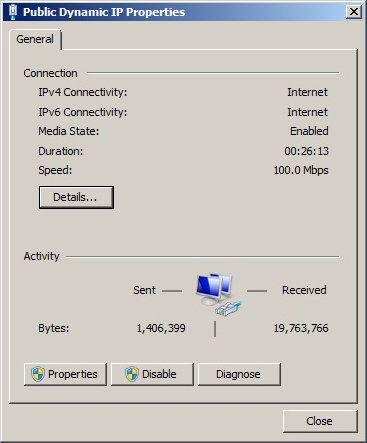 Public Dynamic IP Properties
General
Connection
IPv4 Connectivity: Internet
IPv6 Connectivity: Internet
Media State: Enabled
Duration: 00:26:13
Speed: 100.0 Mbps
Details...
Activity
Sent Received
Bytes: 1,406,399 19,763,766
Properties Disable Diagnose
Close